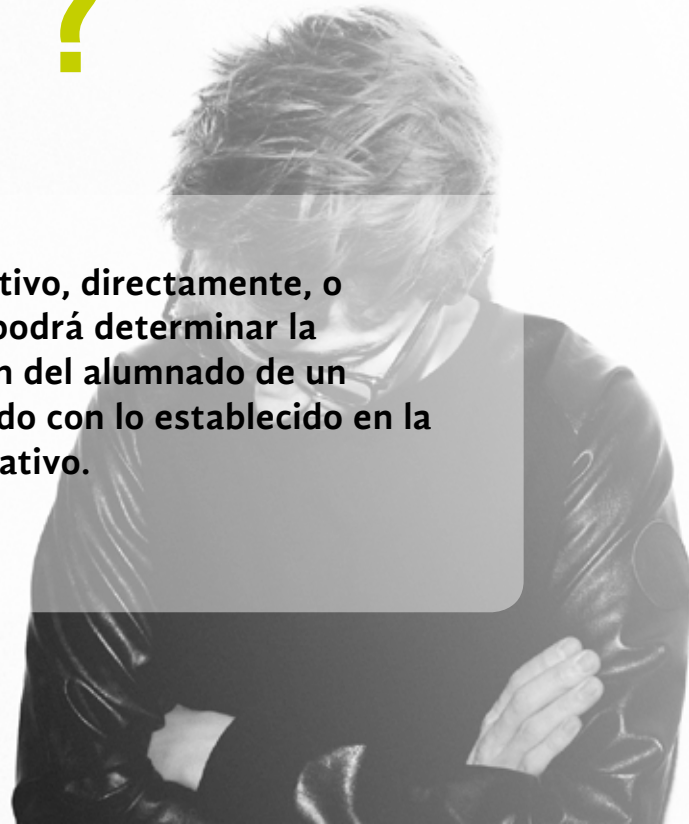 ?
tivo, directamente, o
podrá determinar la
n del alumnado de un
do con lo establecido en la
ativo.